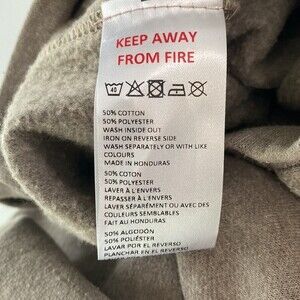 KEEP AWAY
FROM FIRE
40
50% COTTON
50% POLYESTER
WASH INSIDE OUT
IRON ON REVERSE SIDE
WASH SEPARATELY OR WITH LIKE
COLOURS
MADE IN HONDURAS
50% COTON
50% POLYESTER
LAVER À L'ENVERS
REPASSER À L'ENVERS
LAVER SÉPARÉMENT OU AVEC DES
COULEURS SEMBLABLES
FAIT AU HONDURAS
50% ALGODÓN
50% POLIÉSTER
LAVAR POR EL REVERSO
PLANCHAR EN EL REVERSO